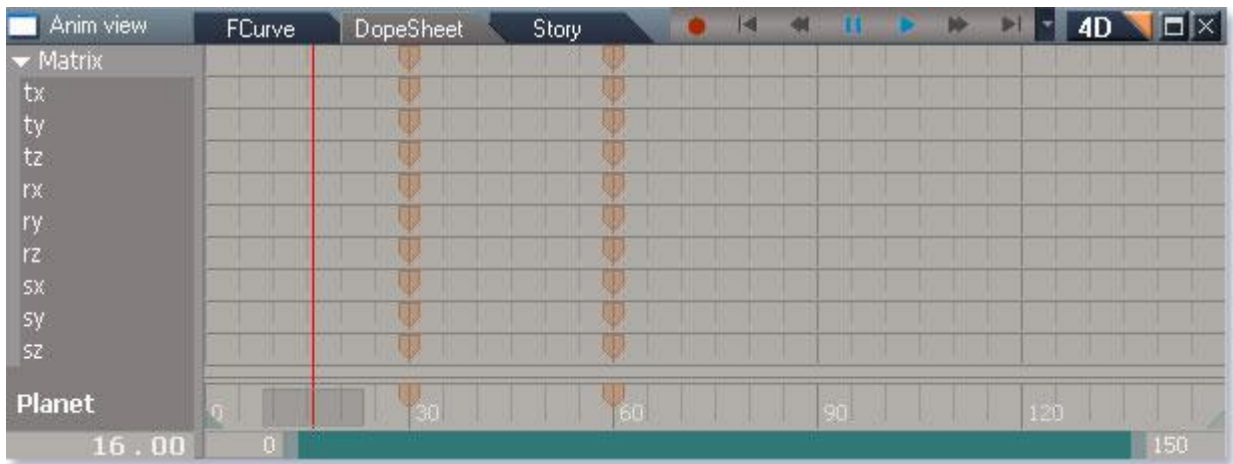 Anim view FCurve DopeSheet Story 4D
Matrix
tx
ty
tz
rx
ry
rz
sx
sy
sz
Planet 0 30 60 90 120
16.00 0 150